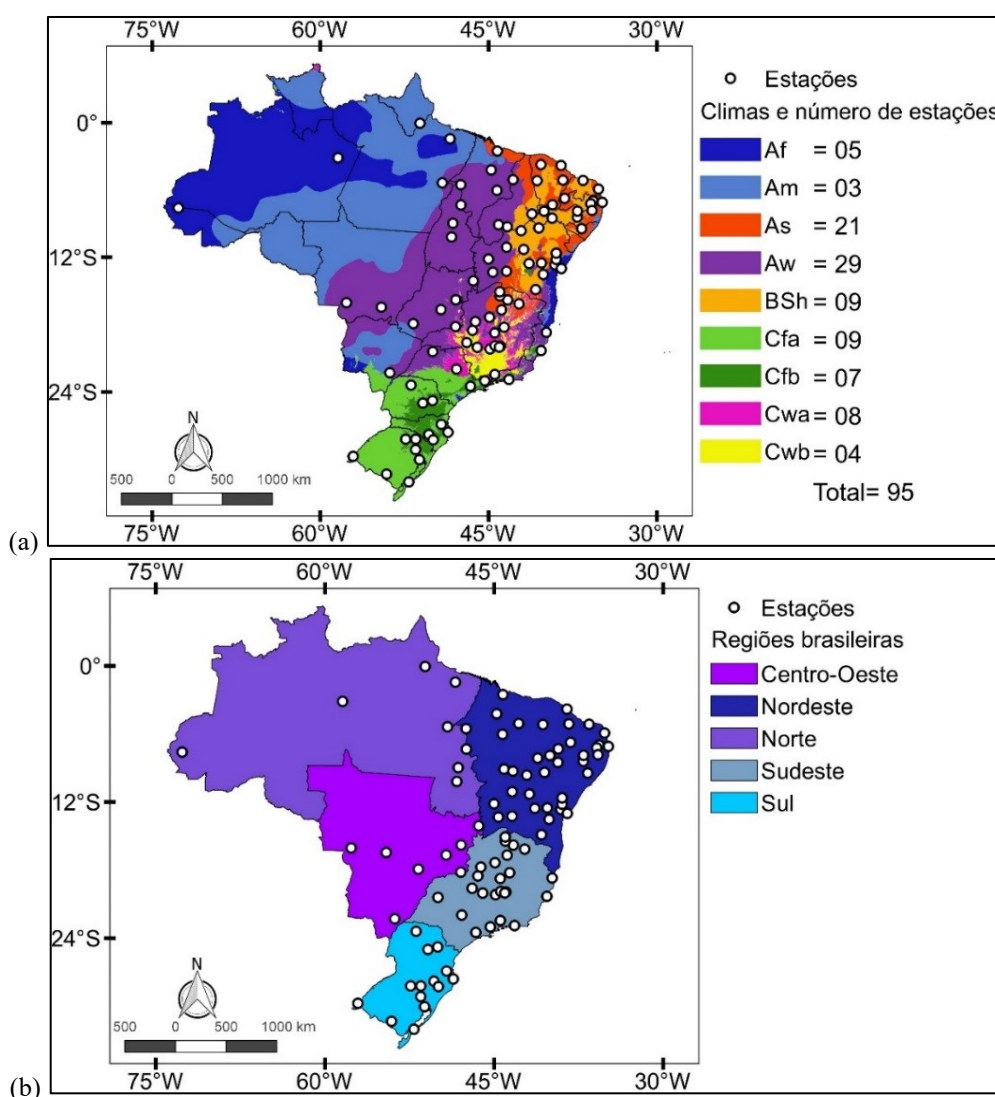 75°W 60°W 45°W 30°W
0°
12°S
24°S
N
500 0 500 1000 km
75°W 60°W 45°W 30°W
Estações
Climas e número de estações
Af = 05
Am = 03
As = 21
Aw = 29
BSh = 09
Cfa = 09
Cfb = 07
Cwa = 08
Cwb = 04
Total= 95
(a)
75°W 60°W 45°W 30°W
0°
12°S
24°S
N
500 0 500 1000 km
75°W 60°W 45°W 30°W
Estações
Regiões brasileiras
Centro-Oeste
Nordeste
Norte
Sudeste
Sul
(b)